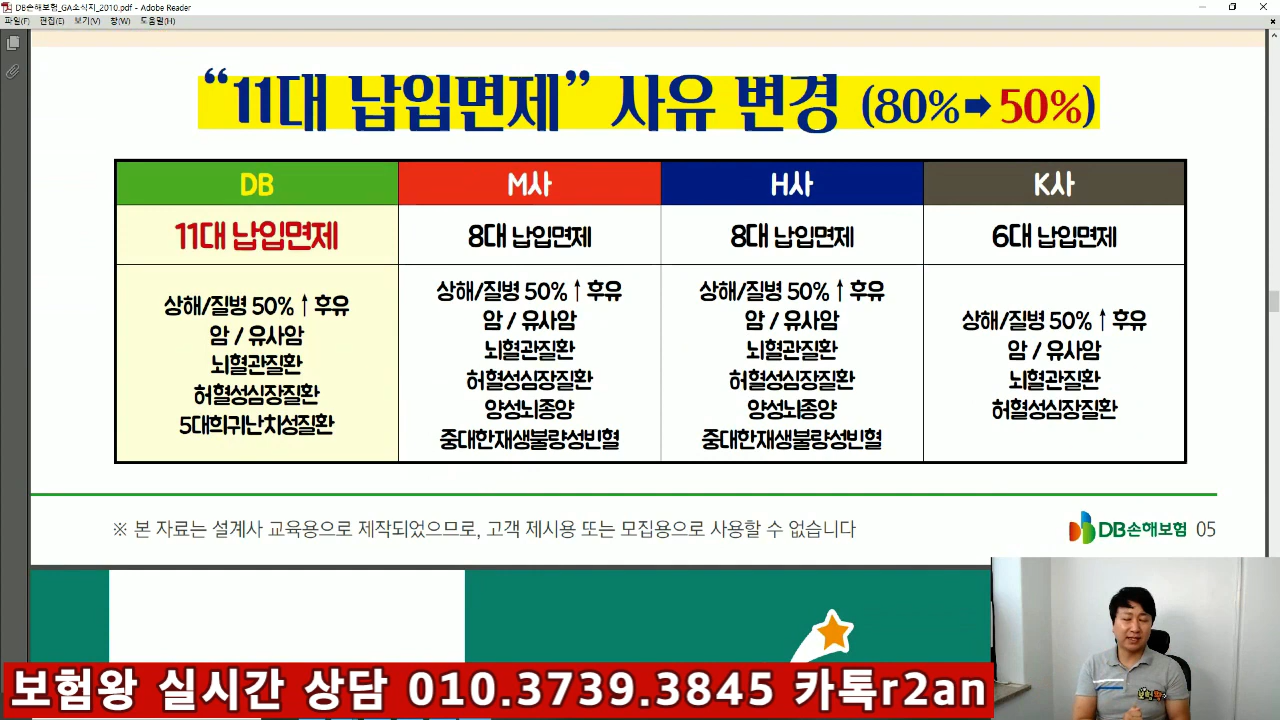 DB손해보험_GA소식지_2010.pdf - Adobe Reader
파일(F) 편집(E) 보기(V) 창(W) 도움말(H)
“11대 납입면제” 사유 변경 (80%➡50%)
DB M사 H사 K사
11대 납입면제 8대 납입면제 8대 납입면제 6대 납입면제
상해/질병 50%↑후유
암 / 유사암
뇌혈관질환
허혈성심장질환
5대희귀난치성질환
상해/질병 50%↑후유
암 / 유사암
뇌혈관질환
허혈성심장질환
양성뇌종양
중대한재생불량성빈혈
상해/질병 50%↑후유
암 / 유사암
뇌혈관질환
허혈성심장질환
양성뇌종양
중대한재생불량성빈혈
상해/질병 50%↑후유
암 / 유사암
뇌혈관질환
허혈성심장질환
※ 본 자료는 설계사 교육용으로 제작되었으므로, 고객 제시용 또는 모집용으로 사용할 수 없습니다
DB손해보험 05
보험왕 실시간 상담 010.3739.3845 카톡r2an